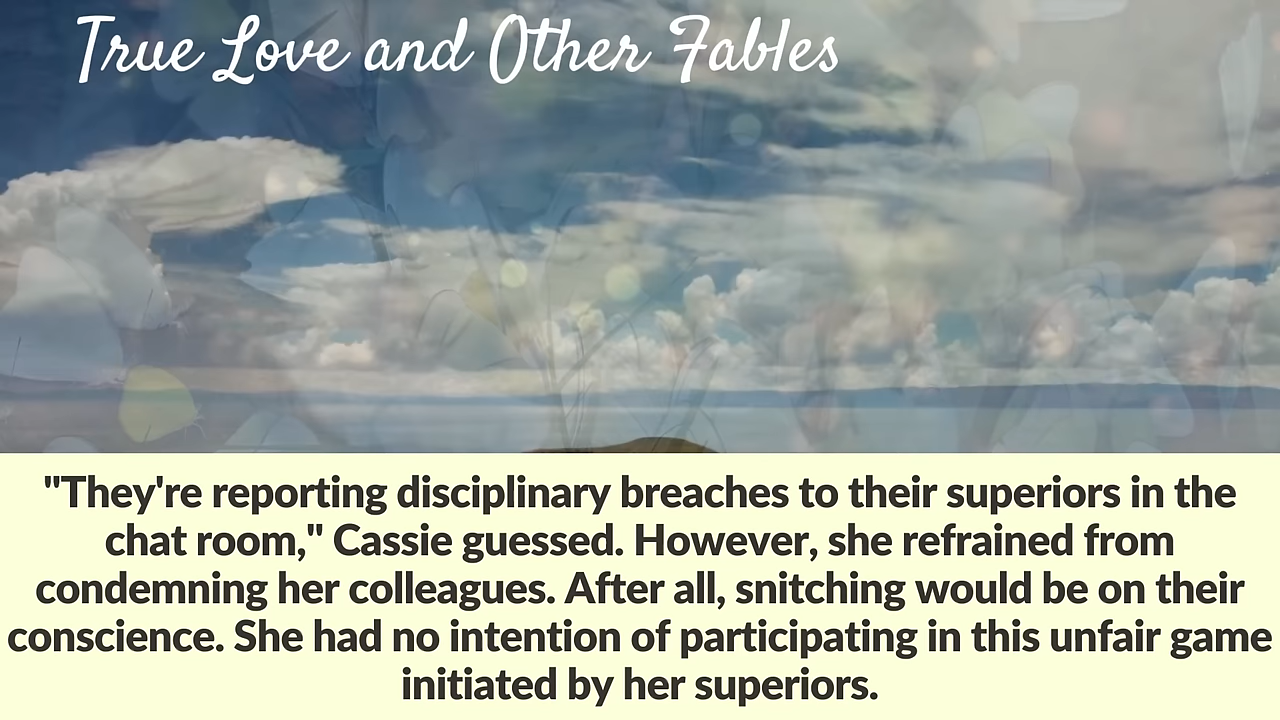 True Love and Other Fables
"They're reporting disciplinary breaches to their superiors in the
chat room," Cassie guessed. However, she refrained from
condemning her colleagues. After all, snitching would be on their
conscience. She had no intention of participating in this unfair game
initiated by her superiors.